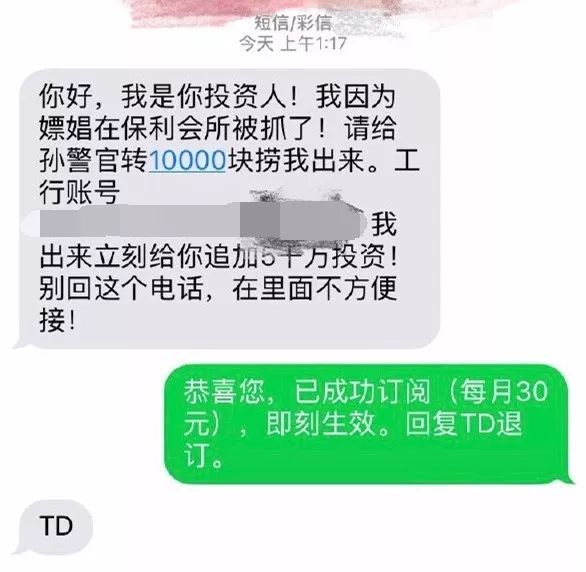 短信/彩信
今天 上午1:17
你好，我是你投资人！我因为
嫖娼在保利会所被抓了！请给
孙警官转10000块捞我出来。工
行账号
我
出来立刻给你追加5千万投资！
别回这个电话，在里面不方便
接！
恭喜您，已成功订阅（每月30
元），即刻生效。回复TD退
订。
TD